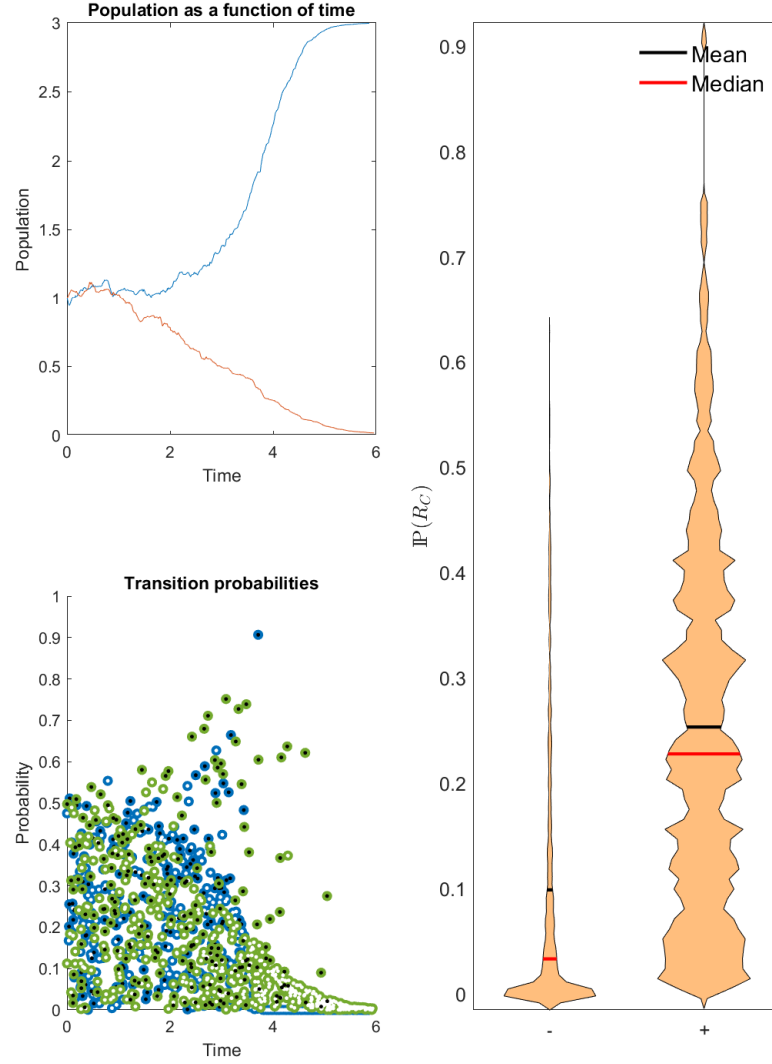 Population as a function of time
3
2.5
2
1.5
1
0.5
0
Population
0 2 4 6
Time
Transition probabilities
1
0.9
0.8
0.7
0.6
0.5
0.4
0.3
0.2
0.1
0
Probability
0 2 4 6
Time
0.9
0.8
0.7
0.6
0.5
0.4
0.3
0.2
0.1
0
ℙ(R_C)
Mean
Median
- +